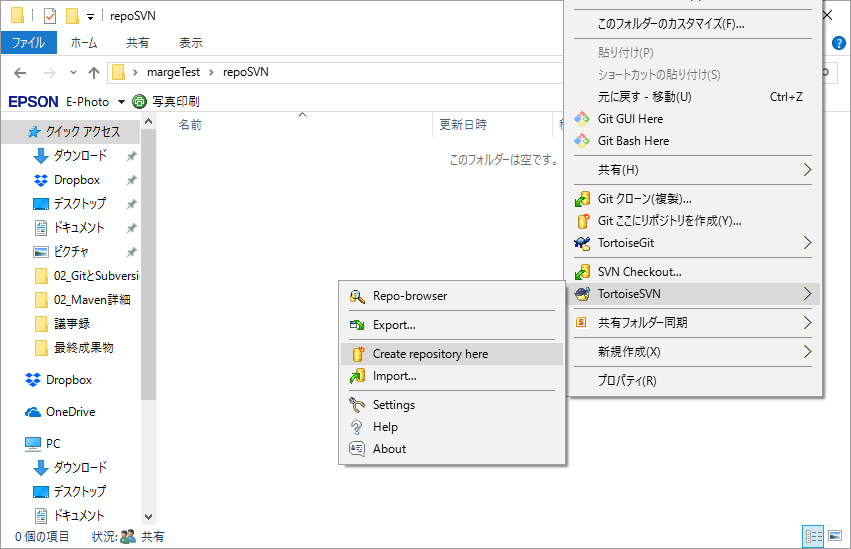 repoSVN
ファイル ホーム 共有 表示
margeTest repoSVN
EPSON E-Photo 写真印刷
名前 更新日時
このフォルダーは空です。
クイック アクセス
ダウンロード
Dropbox
デスクトップ
ドキュメント
ピクチャ
02_GitとSubversi
02_Maven詳細
議事録
最終成果物
Dropbox
OneDrive
PC
ダウンロード
デスクトップ
ドキュメント
0 個の項目 状況: 共有
このフォルダーのカスタマイズ(F)...
貼り付け(P)
ショートカットの貼り付け(S)
元に戻す - 移動(U) Ctrl+Z
Git GUI Here
Git Bash Here
共有(H)
Git クローン(複製)...
Git ここにリポジトリを作成(Y)...
TortoiseGit
SVN Checkout...
TortoiseSVN
共有フォルダー同期
新規作成(X)
プロパティ(R)
Repo-browser
Export...
Create repository here
Import...
Settings
Help
About